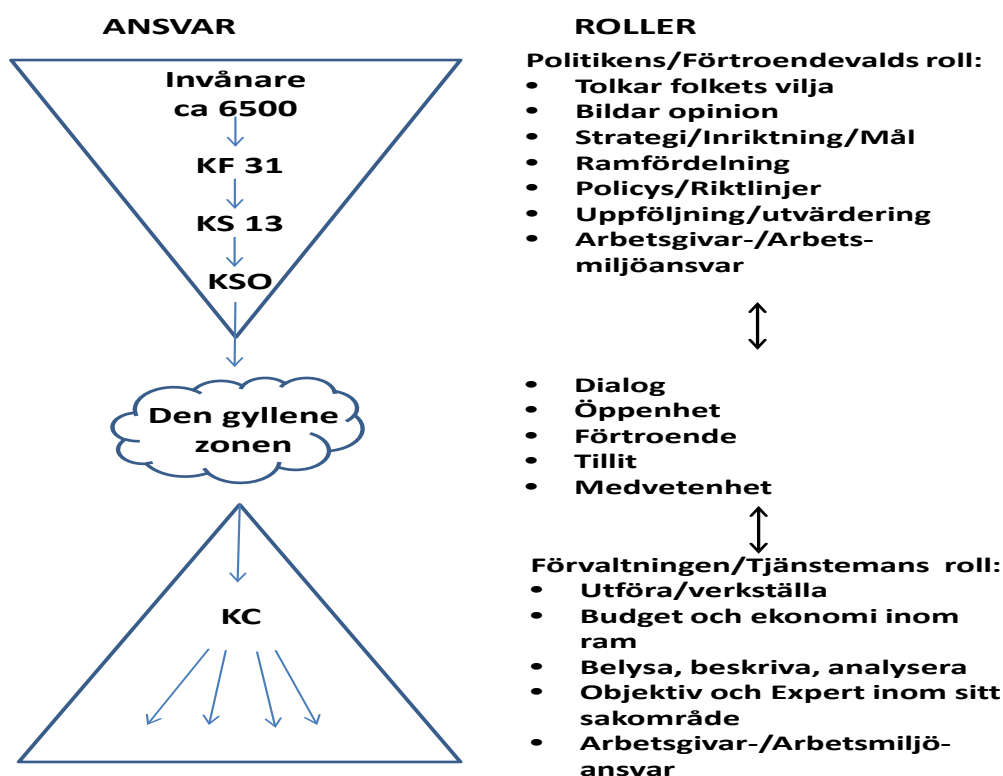 ANSVAR
Invånare
ca 6500
KF 31
KS 13
KSO
Den gyllene
zonen
KC
ROLLER
Politikens/Förtroendevalds roll:
• Tolkar folkets vilja
• Bildar opinion
• Strategi/Inriktning/Mål
• Ramfördelning
• Policys/Riktlinjer
• Uppföljning/utvärdering
• Arbetsgivar-/Arbets-
miljöansvar
• Dialog
• Öppenhet
• Förtroende
• Tillit
• Medvetenhet
Förvaltningen/Tjänstemans roll:
• Utföra/verkställa
• Budget och ekonomi inom
ram
• Belysa, beskriva, analysera
• Objektiv och Expert inom sitt
sakområde
• Arbetsgivar-/Arbetsmiljö-
ansvar